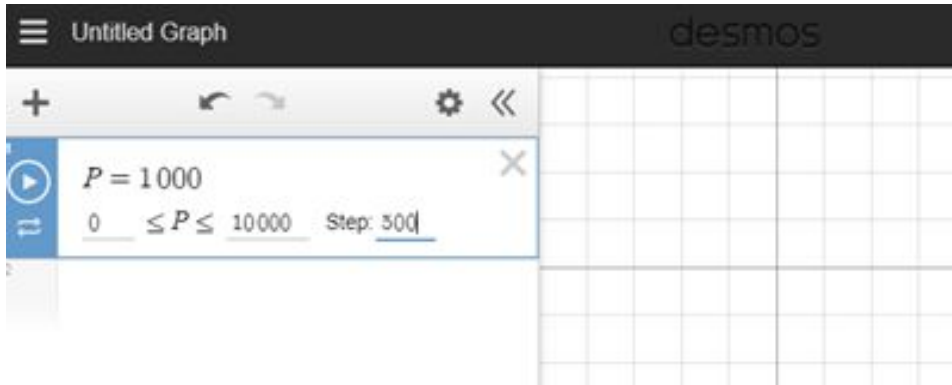 Untitled Graph
desmos
P = 1000
0 ≤ P ≤ 10000 Step: 500